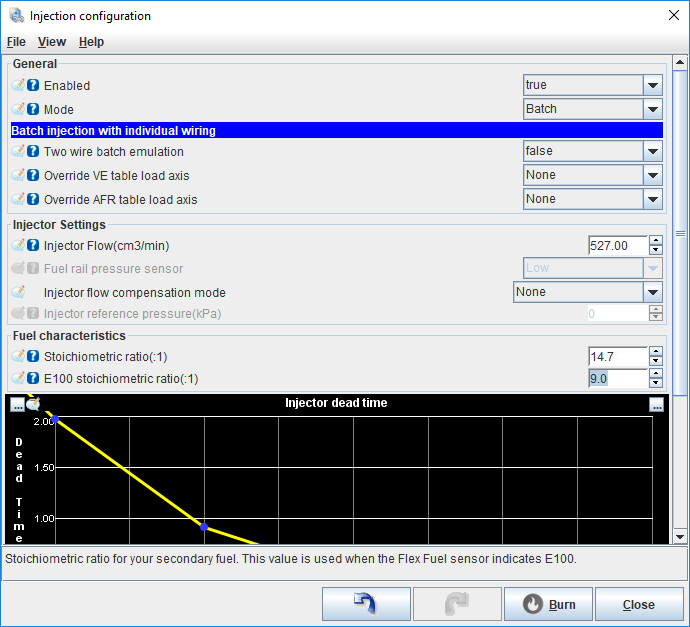 Injection configuration
File View Help
General
Enabled true
Mode Batch
Batch injection with individual wiring
Two wire batch emulation false
Override VE table load axis None
Override AFR table load axis None
Injector Settings
Injector Flow(cm3/min) 527.00
Fuel rail pressure sensor Low
Injector flow compensation mode None
Injector reference pressure(kPa) 0
Fuel characteristics
Stoichiometric ratio(:1) 14.7
E100 stoichiometric ratio(:1) 9.0
... Injector dead time ...
2.00
1.50
1.00
Dead Time
Stoichiometric ratio for your secondary fuel. This value is used when the Flex Fuel sensor indicates E100.
Burn Close